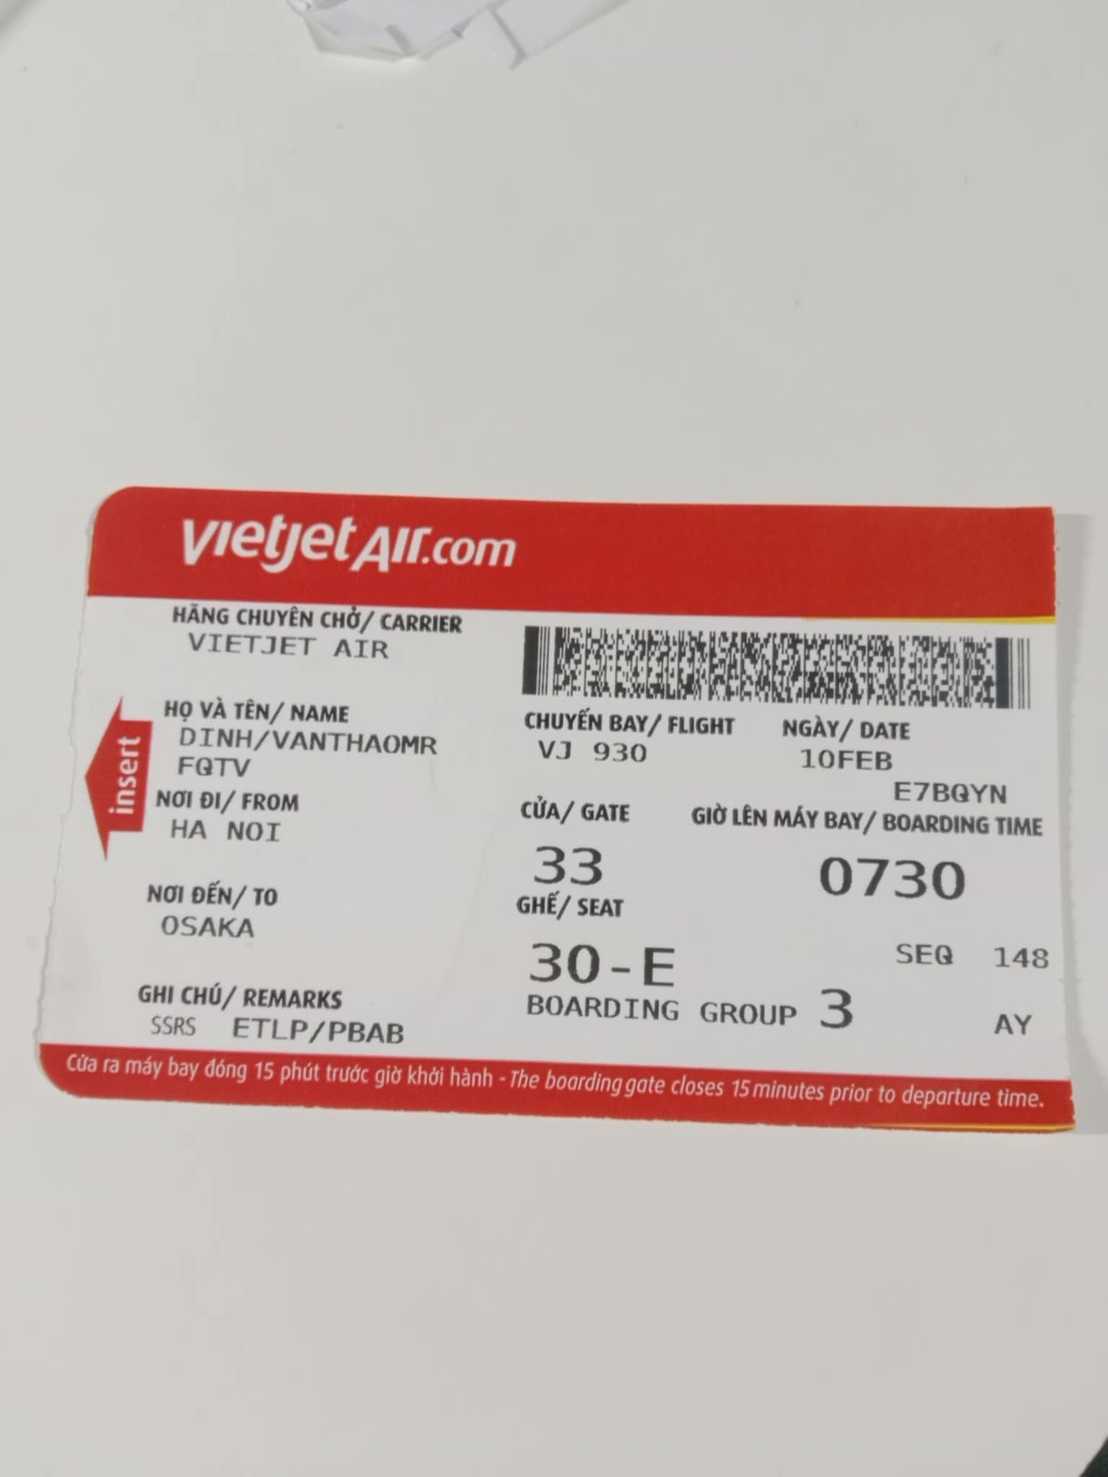 vietjetAir.com
HÃNG CHUYÊN CHỞ/ CARRIER
VIETJET AIR
HỌ VÀ TÊN/ NAME
DINH/VANTHAOMR
FQTV
insert
NƠI ĐI/ FROM
HA NOI
NƠI ĐẾN/ TO
OSAKA
GHI CHÚ/ REMARKS
SSRS ETLP/PBAB
CHUYẾN BAY/ FLIGHT NGÀY/ DATE
VJ 930 10FEB
E7BQYN
CỬA/ GATE GIỜ LÊN MÁY BAY/ BOARDING TIME
33 0730
GHẾ/ SEAT
30-E SEQ 148
BOARDING GROUP 3 AY
Cửa ra máy bay đóng 15 phút trước giờ khởi hành - The boarding gate closes 15 minutes prior to departure time.